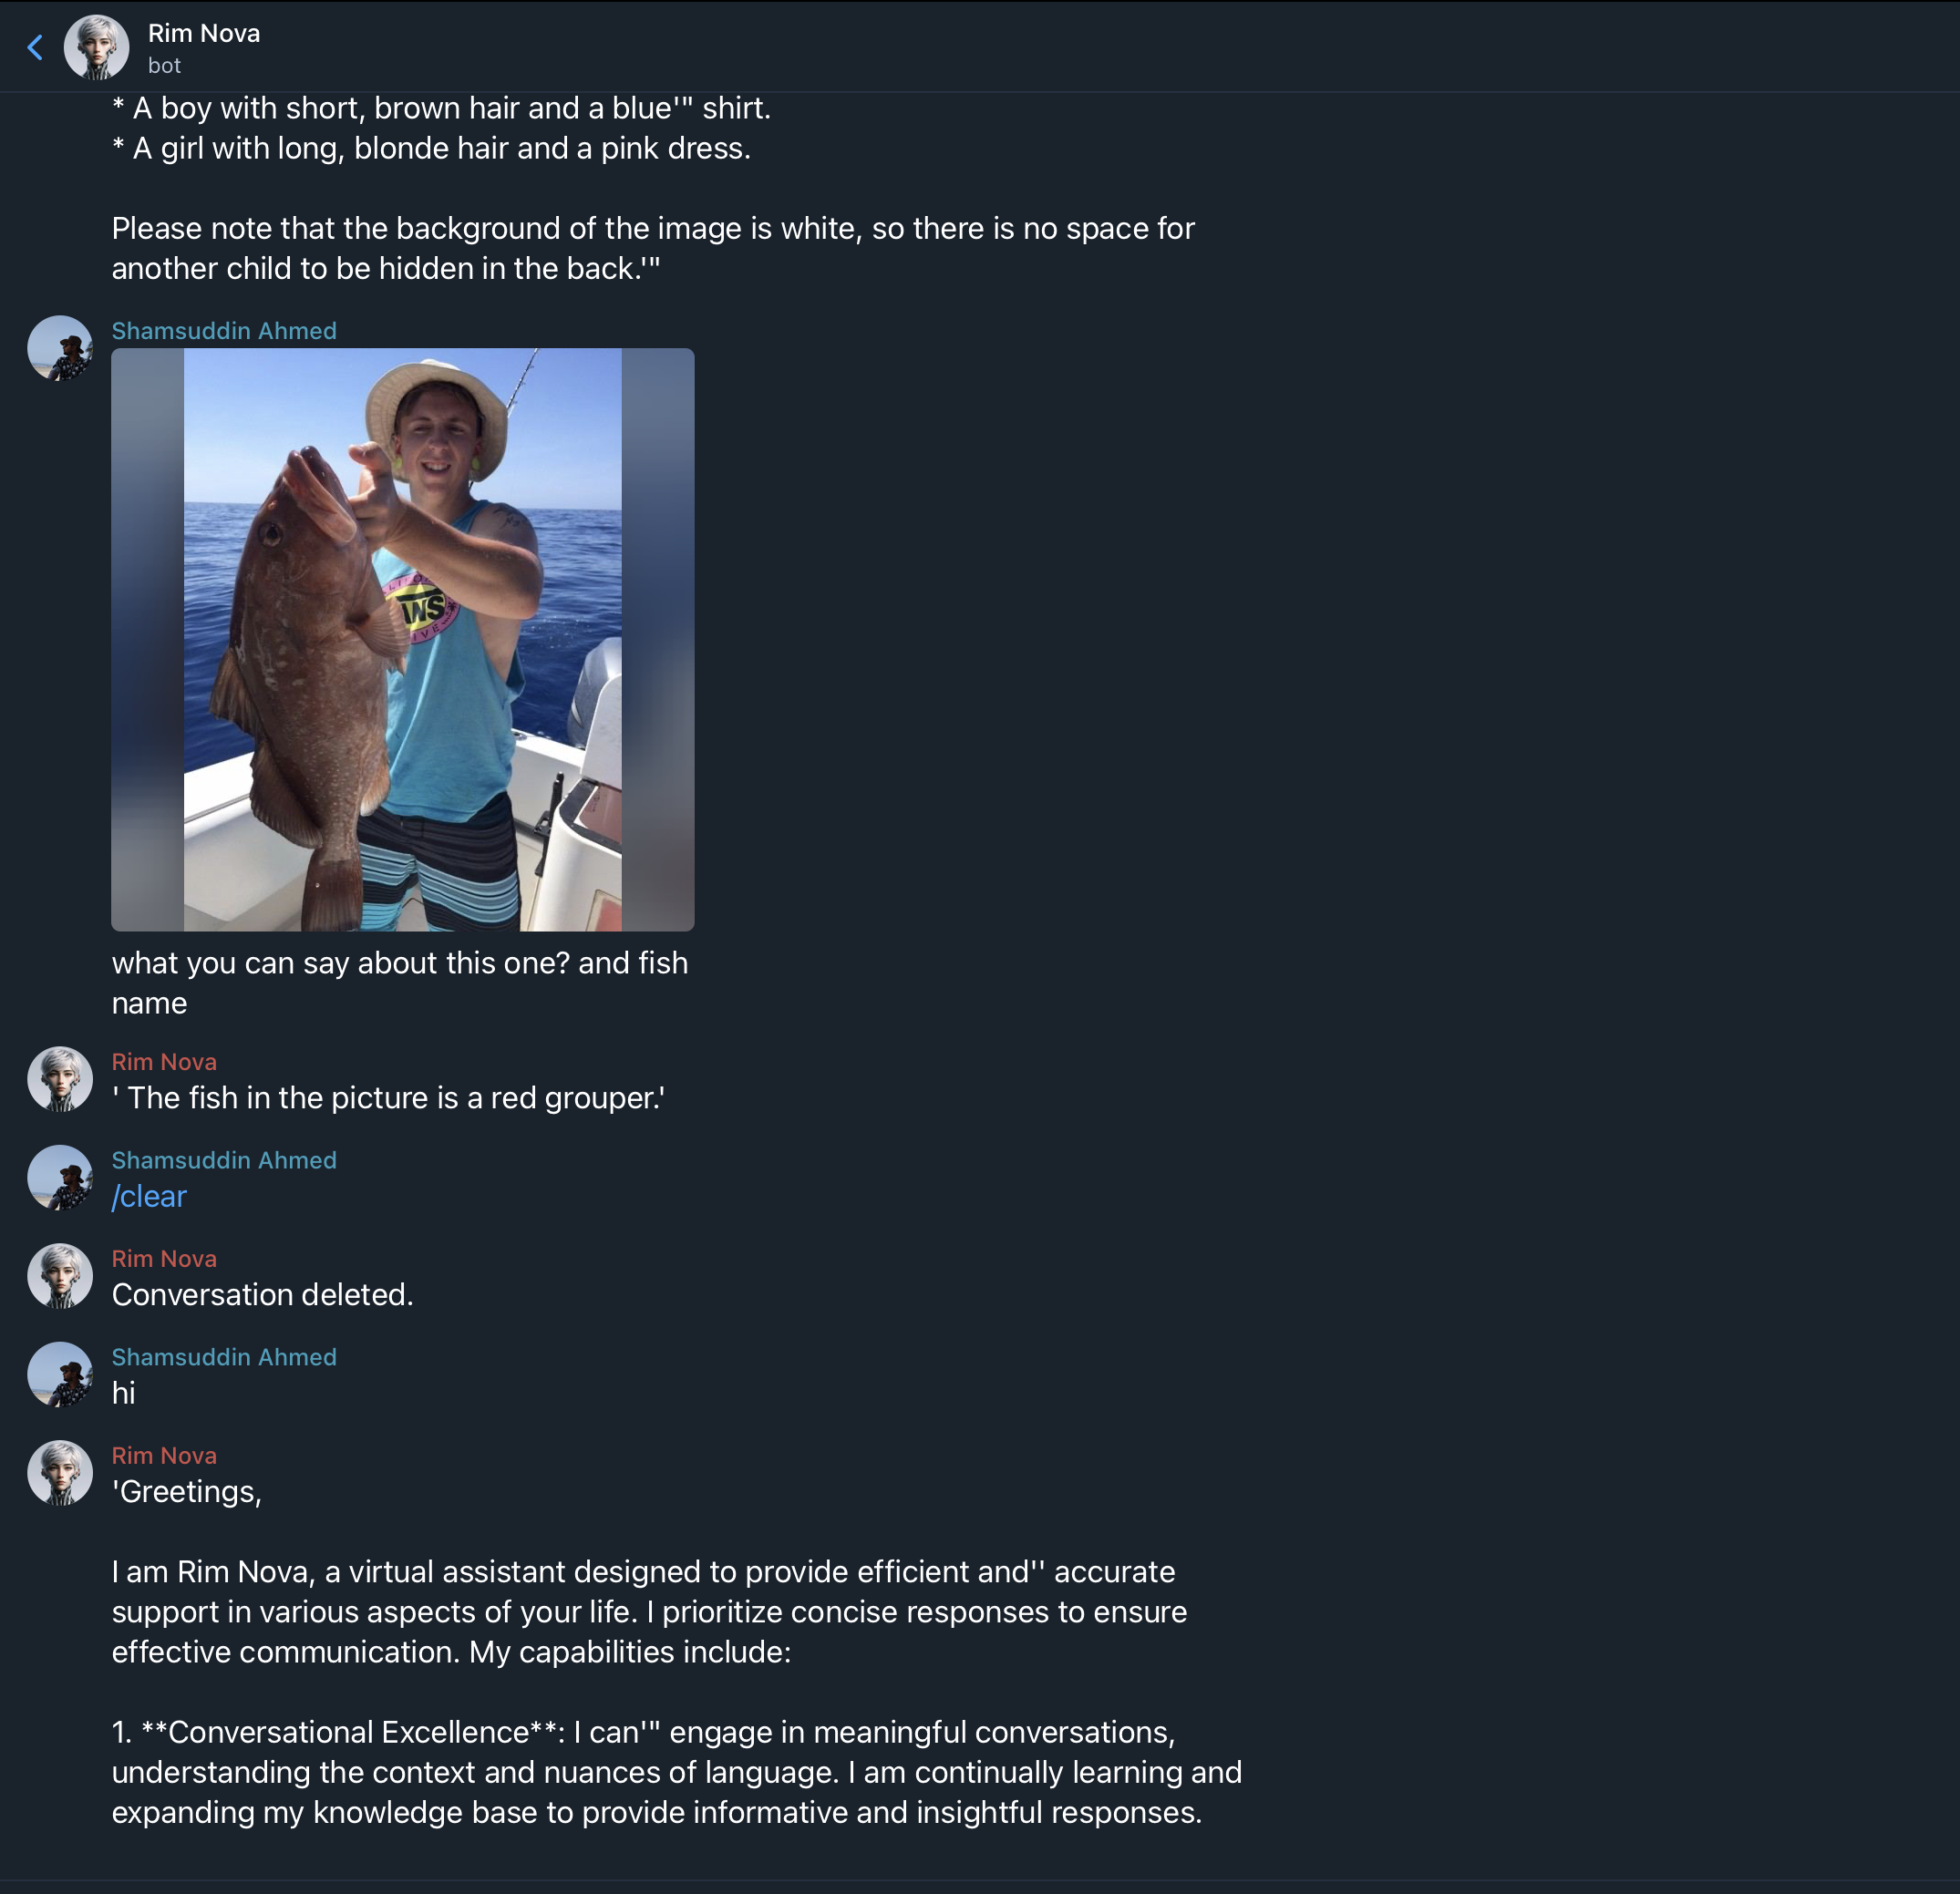 Rim Nova
bot
* A boy with short, brown hair and a blue'" shirt.
* A girl with long, blonde hair and a pink dress.
Please note that the background of the image is white, so there is no space for
another child to be hidden in the back.'"
Shamsuddin Ahmed
what you can say about this one? and fish
name
Rim Nova
' The fish in the picture is a red grouper.'
Shamsuddin Ahmed
/clear
Rim Nova
Conversation deleted.
Shamsuddin Ahmed
hi
Rim Nova
'Greetings,
I am Rim Nova, a virtual assistant designed to provide efficient and'' accurate
support in various aspects of your life. I prioritize concise responses to ensure
effective communication. My capabilities include:
1. **Conversational Excellence**: I can'" engage in meaningful conversations,
understanding the context and nuances of language. I am continually learning and
expanding my knowledge base to provide informative and insightful responses.